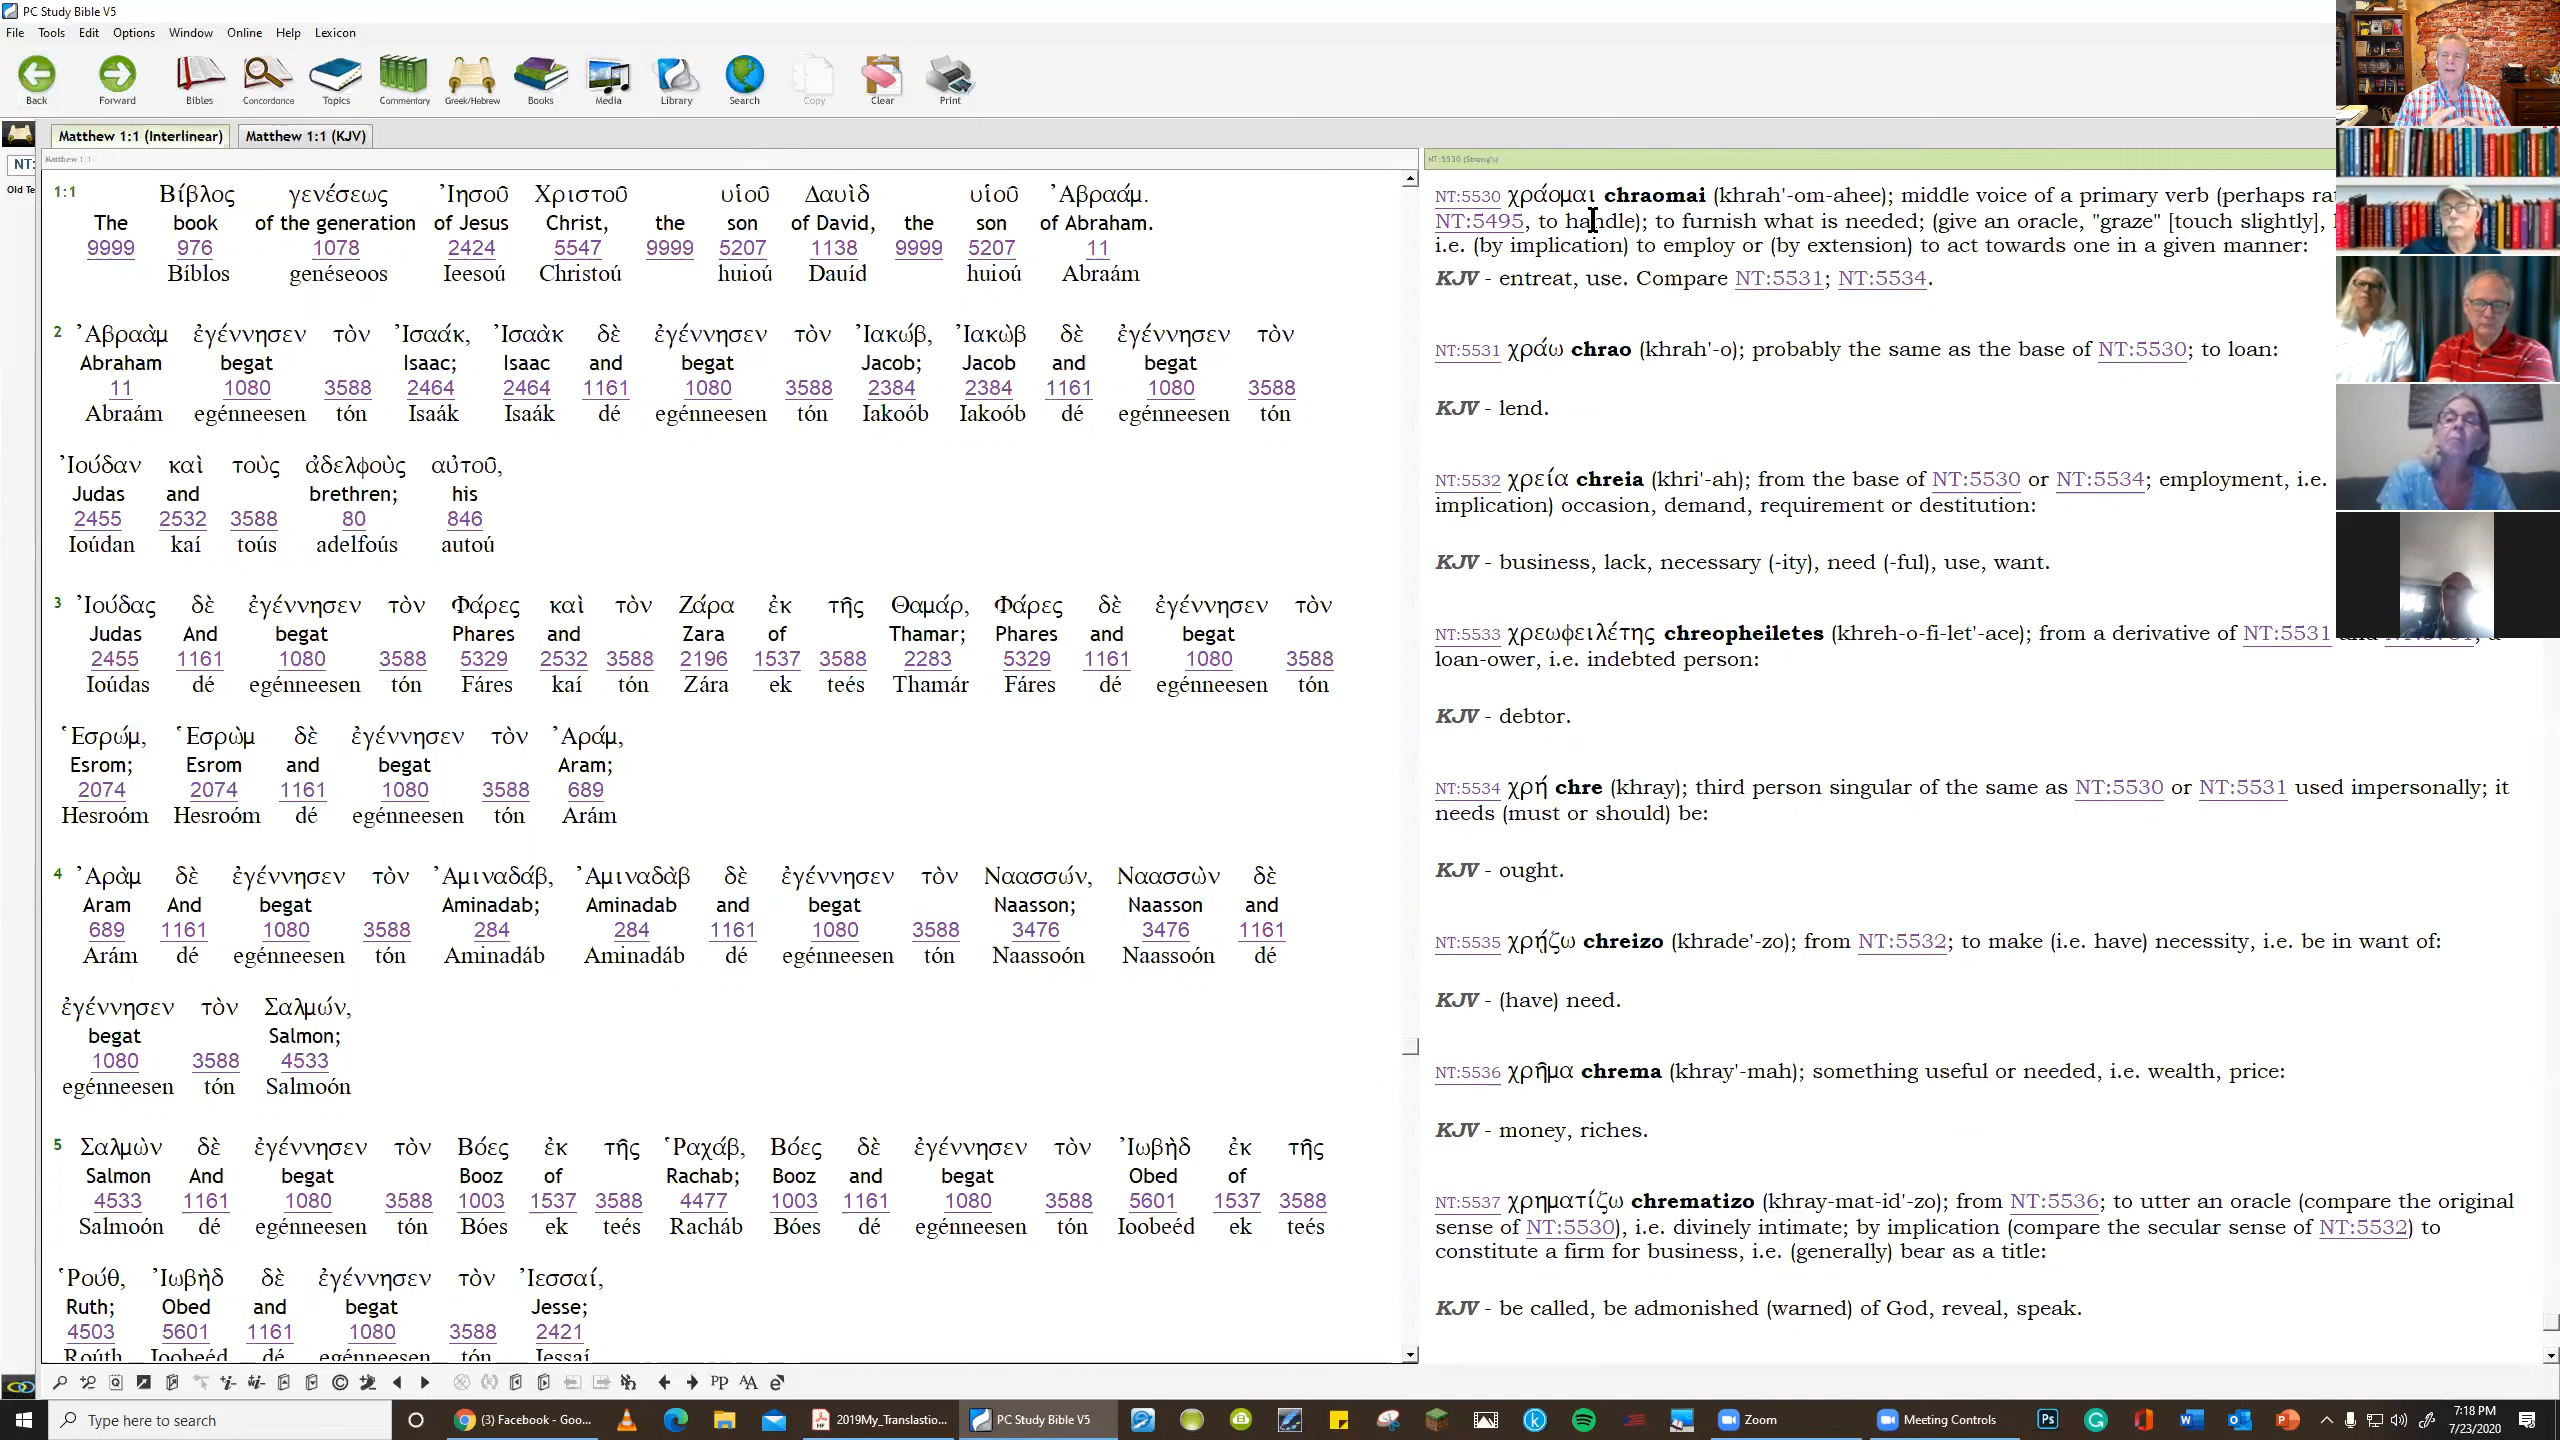 PC Study Bible V5
File Tools Edit Options Window Online Help Lexicon
Back Forward Bibles Concordance Topics Commentary Greek/Hebrew Books Media Library Search Copy Clear Print
Matthew 1:1 (Interlinear) Matthew 1:1 (KJV)
NT:
Old Te
Matthew 1:1
1:1 Βίβλος γενέσεως Ἰησοῦ Χριστοῦ υἱοῦ Δαυὶδ υἱοῦ Ἀβραάμ.
The book of the generation of Jesus Christ, the son of David, the son of Abraham.
9999 976 1078 2424 5547 9999 5207 1138 9999 5207 11
Bíblos genéseoos Ieesoú Christoú huioú Dauíd huioú Abraám
2 Ἀβραὰμ ἐγέννησεν τὸν Ἰσαάκ, Ἰσαὰκ δὲ ἐγέννησεν τὸν Ἰακώβ, Ἰακὼβ δὲ ἐγέννησεν τὸν
Abraham begat Isaac; Isaac and begat Jacob; Jacob and begat
11 1080 3588 2464 2464 1161 1080 3588 2384 2384 1161 1080 3588
Abraám egénneesen tón Isaák Isaák dé egénneesen tón Iakoób Iakoób dé egénneesen tón
Ἰούδαν καὶ τοὺς ἀδελφοὺς αὐτοῦ,
Judas and brethren; his
2455 2532 3588 80 846
Ioúdan kaí toús adelfoús autoú
3 Ἰούδας δὲ ἐγέννησεν τὸν Φάρες καὶ τὸν Ζάρα ἐκ τῆς Θαμάρ, Φάρες δὲ ἐγέννησεν τὸν
Judas And begat Phares and Zara of Thamar; Phares and begat
2455 1161 1080 3588 5329 2532 3588 2196 1537 3588 2283 5329 1161 1080 3588
Ioúdas dé egénneesen tón Fáres kaí tón Zára ek teés Thamár Fáres dé egénneesen tón
Ἑσρώμ, Ἑσρὼμ δὲ ἐγέννησεν τὸν Ἀράμ,
Esrom; Esrom and begat Aram;
2074 2074 1161 1080 3588 689
Hesroóm Hesroóm dé egénneesen tón Arám
4 Ἀρὰμ δὲ ἐγέννησεν τὸν Ἀμιναδάβ, Ἀμιναδὰβ δὲ ἐγέννησεν τὸν Ναασσών, Ναασσὼν δὲ
Aram And begat Aminadab; Aminadab and begat Naasson; Naasson and
689 1161 1080 3588 284 284 1161 1080 3588 3476 3476 1161
Arám dé egénneesen tón Aminadáb Aminadáb dé egénneesen tón Naassoón Naassoón dé
ἐγέννησεν τὸν Σαλμών,
begat Salmon;
1080 3588 4533
egénneesen tón Salmoón
5 Σαλμὼν δὲ ἐγέννησεν τὸν Βόες ἐκ τῆς Ῥαχάβ, Βόες δὲ ἐγέννησεν τὸν Ἰωβὴδ ἐκ τῆς
Salmon And begat Booz of Rachab; Booz and begat Obed of
4533 1161 1080 3588 1003 1537 3588 4477 1003 1161 1080 3588 5601 1537 3588
Salmoón dé egénneesen tón Bóes ek teés Racháb Bóes dé egénneesen tón Ioobeéd ek teés
Ῥούθ, Ἰωβὴδ δὲ ἐγέννησεν τὸν Ἰεσσαί,
Ruth; Obed and begat Jesse;
4503 5601 1161 1080 3588 2421
Roúth Ioobeéd dé egénneesen tón Iessaí
NT:5530 (Strong's)
NT:5530 χράομαι chraomai (khrah'-om-ahee); middle voice of a primary verb (perhaps
NT:5495, to handle); to furnish what is needed; (give an oracle, "graze" [touch slightly],
i.e. (by implication) to employ or (by extension) to act towards one in a given manner:
KJV - entreat, use. Compare NT:5531; NT:5534.
NT:5531 χράω chrao (khrah'-o); probably the same as the base of NT:5530; to loan:
KJV - lend.
NT:5532 χρεία chreia (khri'-ah); from the base of NT:5530 or NT:5534; employment, i.e.
implication) occasion, demand, requirement or destitution:
KJV - business, lack, necessary (-ity), need (-ful), use, want.
NT:5533 χρεωφειλέτης chreopheiletes (khreh-o-fi-let'-ace); from a derivative of NT:5531
loan-ower, i.e. indebted person:
KJV - debtor.
NT:5534 χρή chre (khray); third person singular of the same as NT:5530 or NT:5531 used impersonally; it
needs (must or should) be:
KJV - ought.
NT:5535 χρῄζω chreizo (khrade'-zo); from NT:5532; to make (i.e. have) necessity, i.e. be in want of:
KJV - (have) need.
NT:5536 χρῆμα chrema (khray'-mah); something useful or needed, i.e. wealth, price:
KJV - money, riches.
NT:5537 χρηματίζω chrematizo (khray-mat-id'-zo); from NT:5536; to utter an oracle (compare the original
sense of NT:5530), i.e. divinely intimate; by implication (compare the secular sense of NT:5532) to
constitute a firm for business, i.e. (generally) bear as a title:
KJV - be called, be admonished (warned) of God, reveal, speak.
PP AA
Type here to search (3) Facebook - Goo... 2019My_Translastio... PC Study Bible V5 Zoom Meeting Controls Ps 7:18 PM
7/23/2020